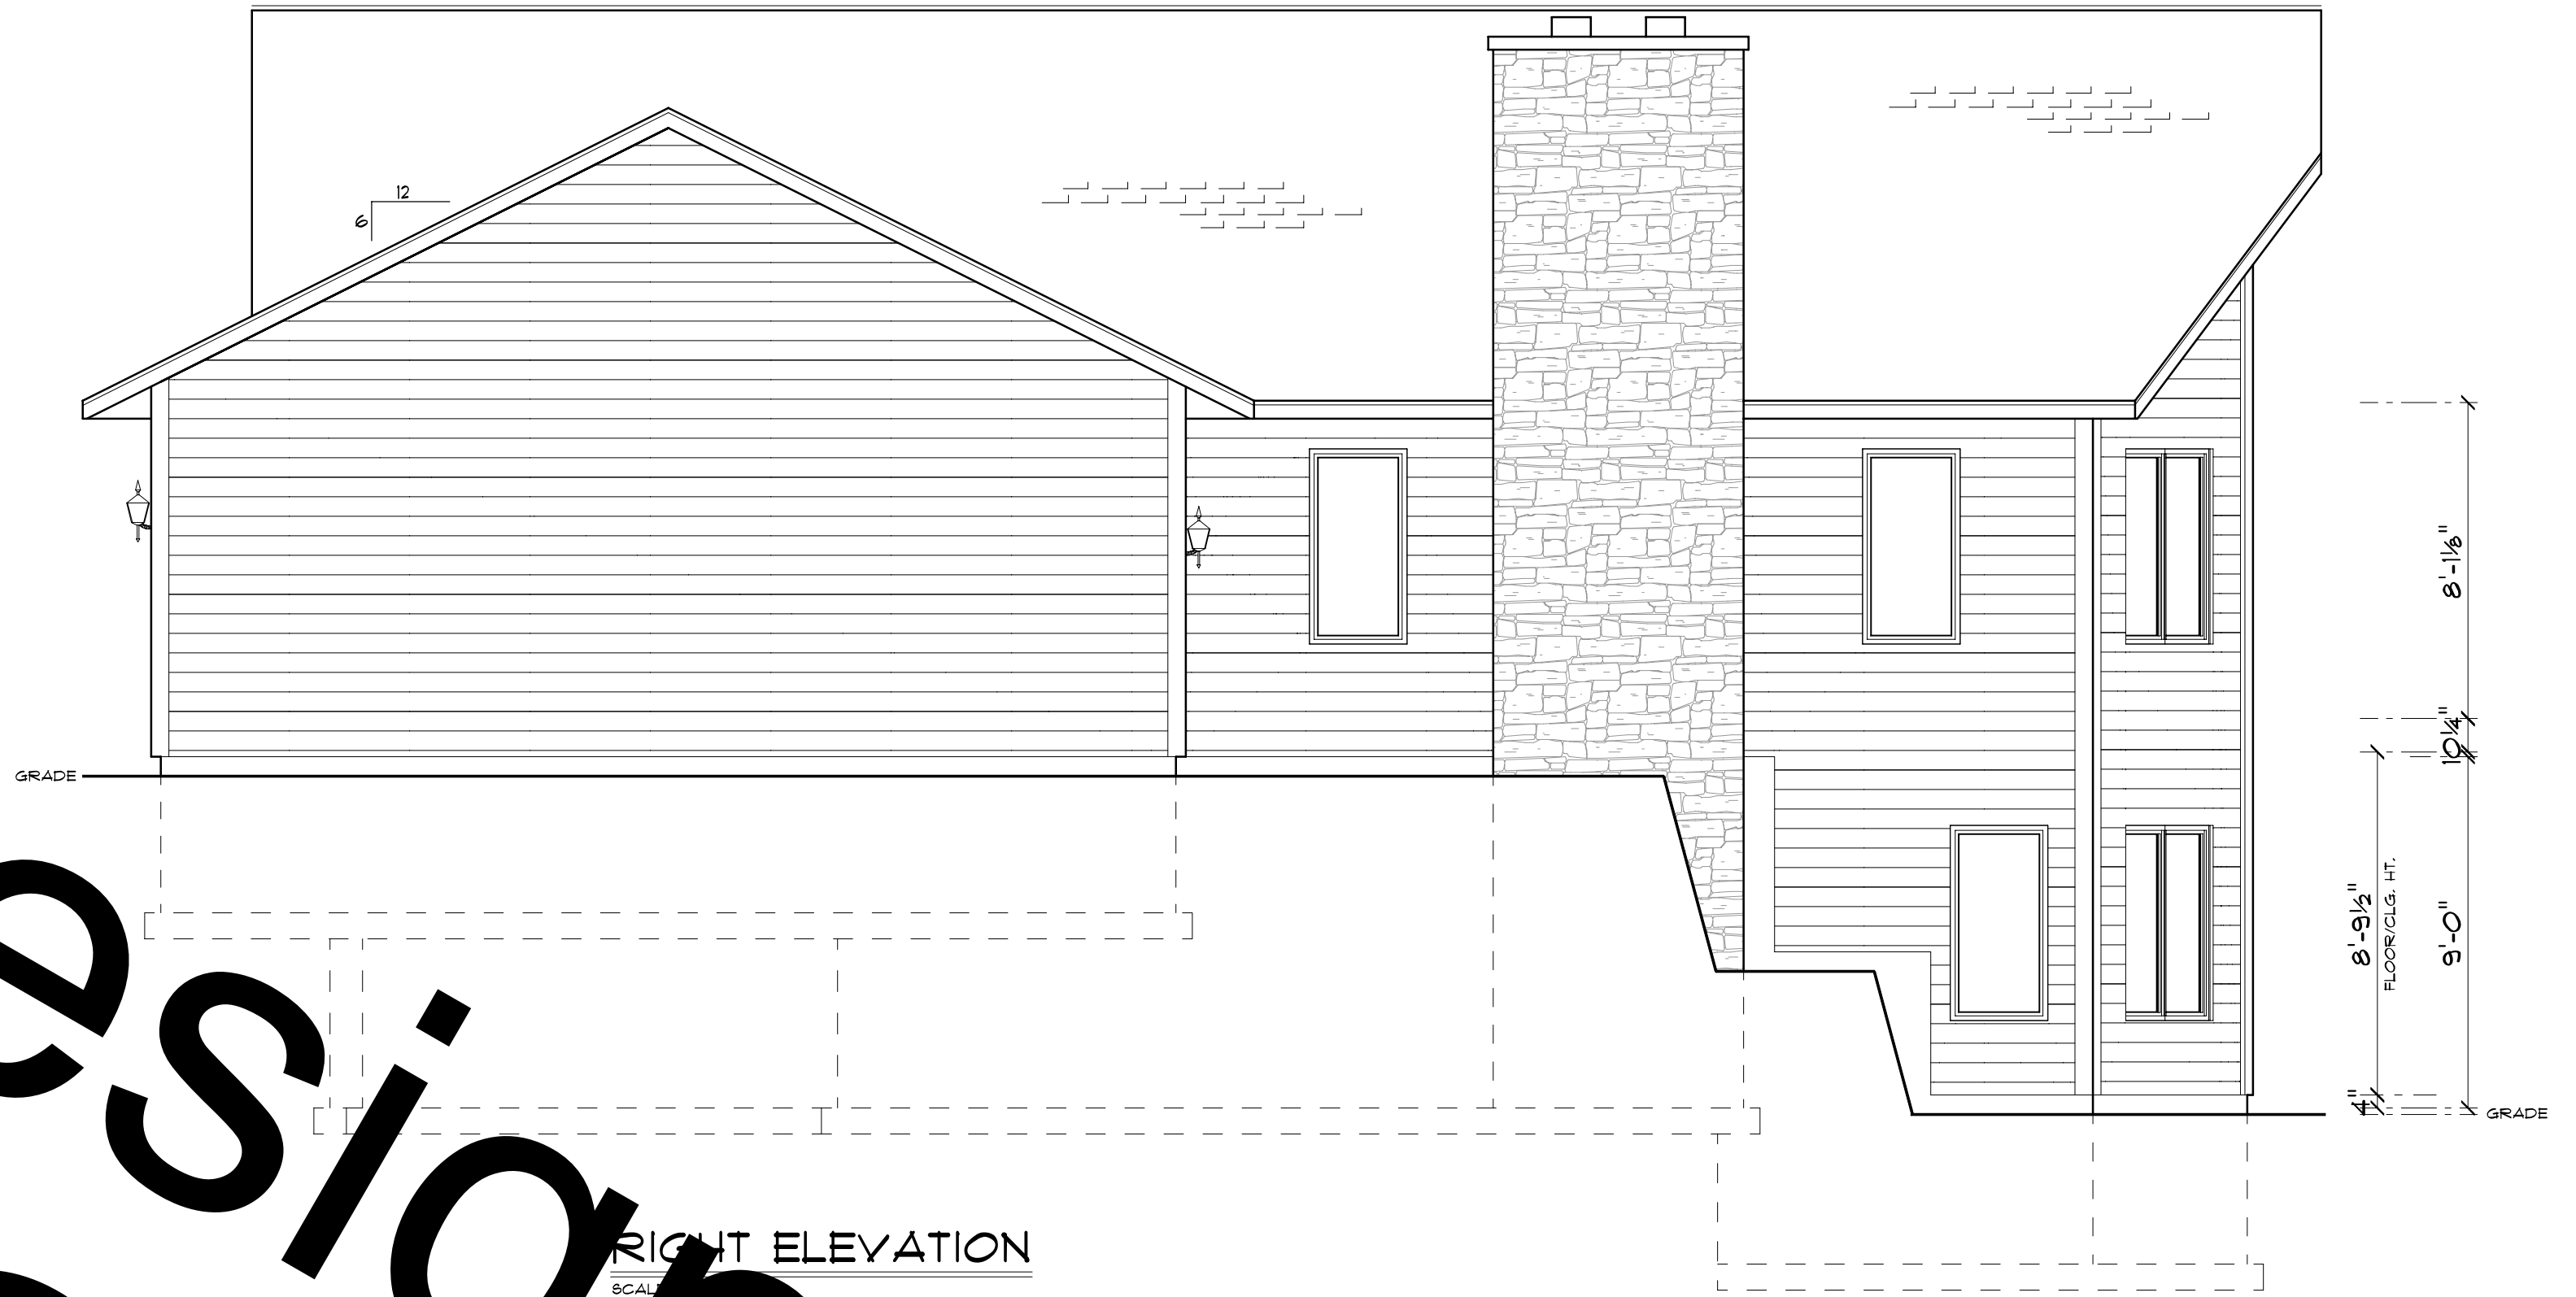 12
6
GRADE
8'-1⅛"
10¼"
8'-9½"
FLOOR/CLG. HT.
9'-0"
4"
GRADE
RIGHT ELEVATION